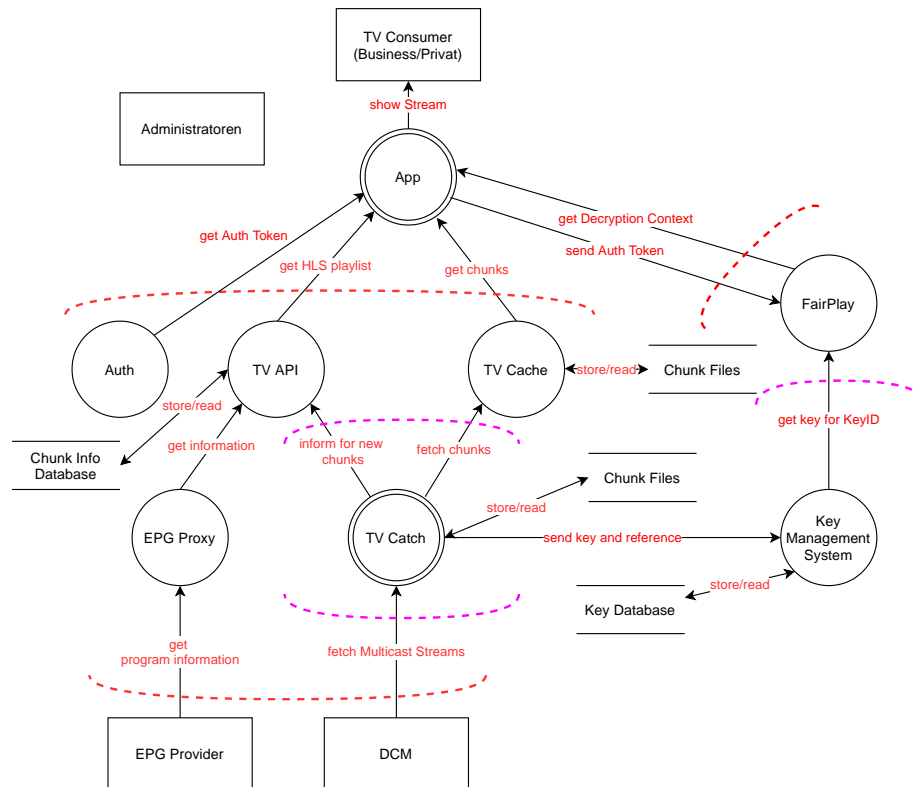 TV Consumer
(Business/Privat)
show Stream
Administratoren
App
get Decryption Context
get Auth Token
send Auth Token
get HLS playlist
get chunks
FairPlay
Auth
TV API
TV Cache
store/read
Chunk Files
store/read
get key for KeyID
get information
inform for new
chunks
fetch chunks
Chunk Info
Database
Chunk Files
store/read
EPG Proxy
TV Catch
send key and reference
Key
Management
System
store/read
Key Database
get
program information
fetch Multicast Streams
EPG Provider
DCM